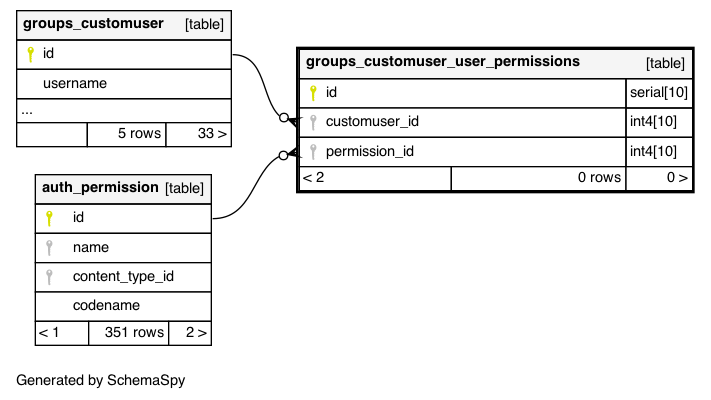 groups_customuser [table]
id
username
...
5 rows 33 >
groups_customuser_user_permissions [table]
id serial[10]
customuser_id int4[10]
permission_id int4[10]
< 2 0 rows 0 >
auth_permission [table]
id
name
content_type_id
codename
< 1 351 rows 2 >
Generated by SchemaSpy